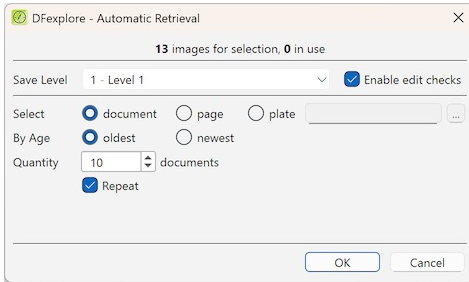 DFexplore - Automatic Retrieval
13 images for selection, 0 in use
Save Level 1 - Level 1 Enable edit checks
Select document page plate ...
By Age oldest newest
Quantity 10 documents
Repeat
OK Cancel